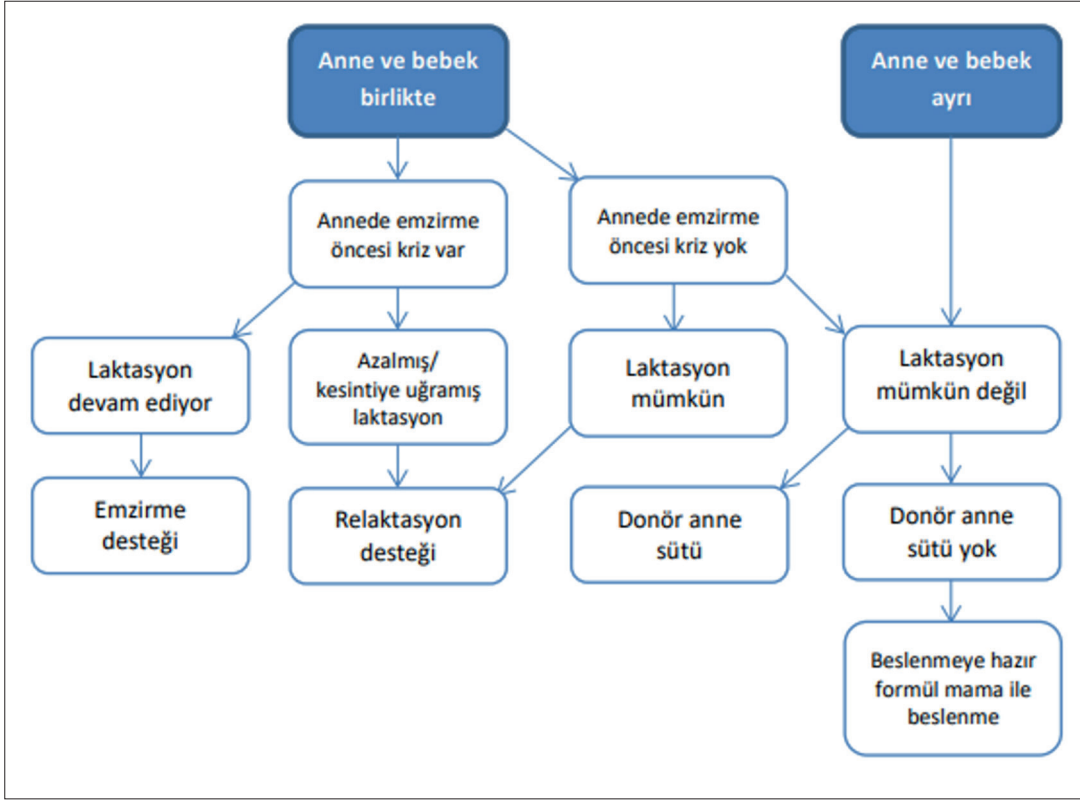 Anne ve bebek
birlikte
Anne ve bebek
ayrı
Annede emzirme
öncesi kriz var
Annede emzirme
öncesi kriz yok
Laktasyon
devam ediyor
Azalmış/
kesintiye uğramış
laktasyon
Laktasyon
mümkün
Laktasyon
mümkün değil
Emzirme
desteği
Relaktasyon
desteği
Donör anne
sütü
Donör anne
sütü yok
Beslenmeye hazır
formül mama ile
beslenme